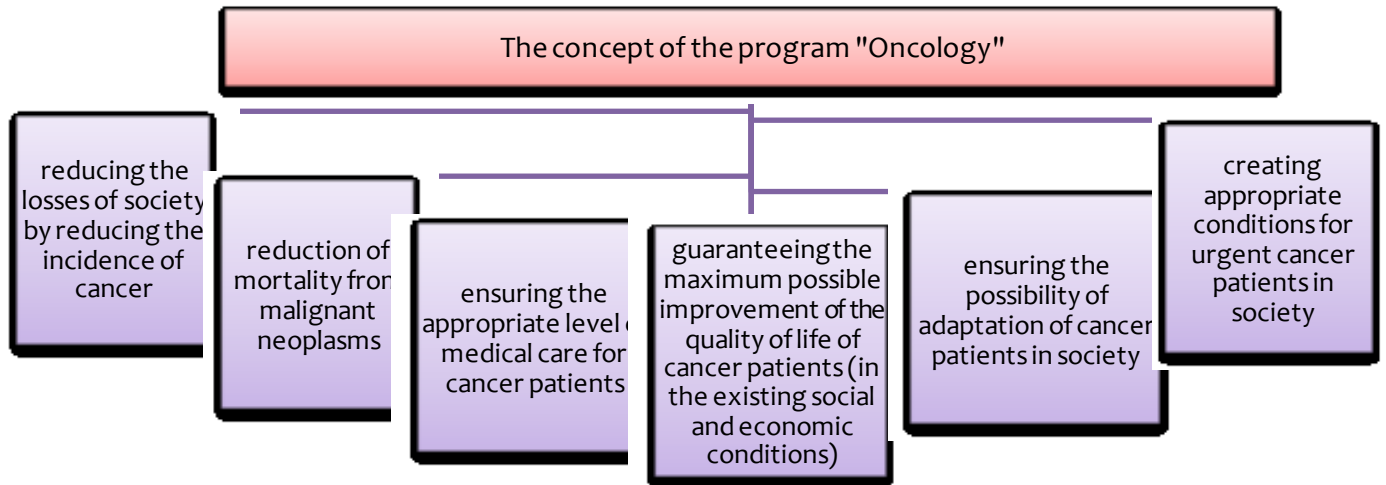 The concept of the program "Oncology"
reducing the
losses of society
by reducing the
incidence of
cancer
reduction of
mortality from
malignant
neoplasms
ensuring the
appropriate level
medical care for
cancer patients
guaranteeing the
maximum possible
improvement of the
quality of life of
cancer patients (in
the existing social
and economic
conditions)
ensuring the
possibility of
adaptation of cancer
patients in society
creating
appropriate
conditions for
urgent cancer
patients in
society